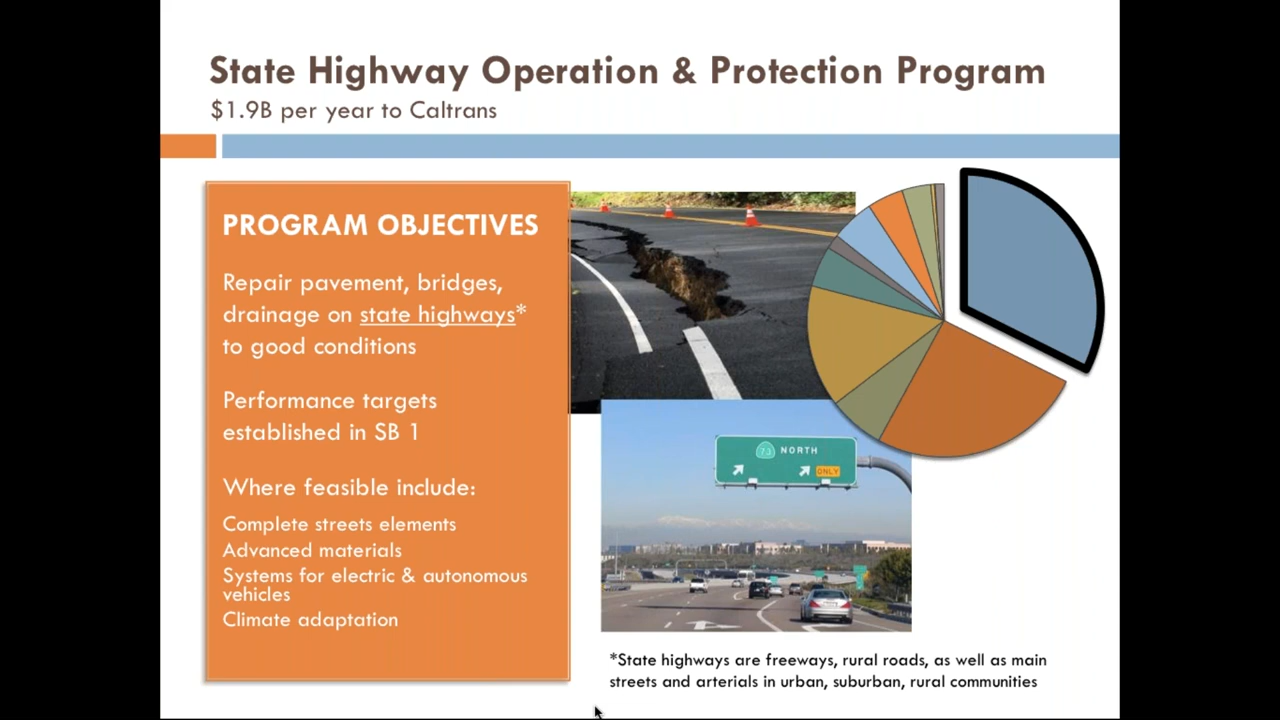 State Highway Operation & Protection Program
$1.9B per year to Caltrans
PROGRAM OBJECTIVES
Repair pavement, bridges,
drainage on state highways*
to good conditions
Performance targets
established in SB 1
Where feasible include:
Complete streets elements
Advanced materials
Systems for electric & autonomous
vehicles
Climate adaptation
73 NORTH
ONLY
*State highways are freeways, rural roads, as well as main
streets and arterials in urban, suburban, rural communities